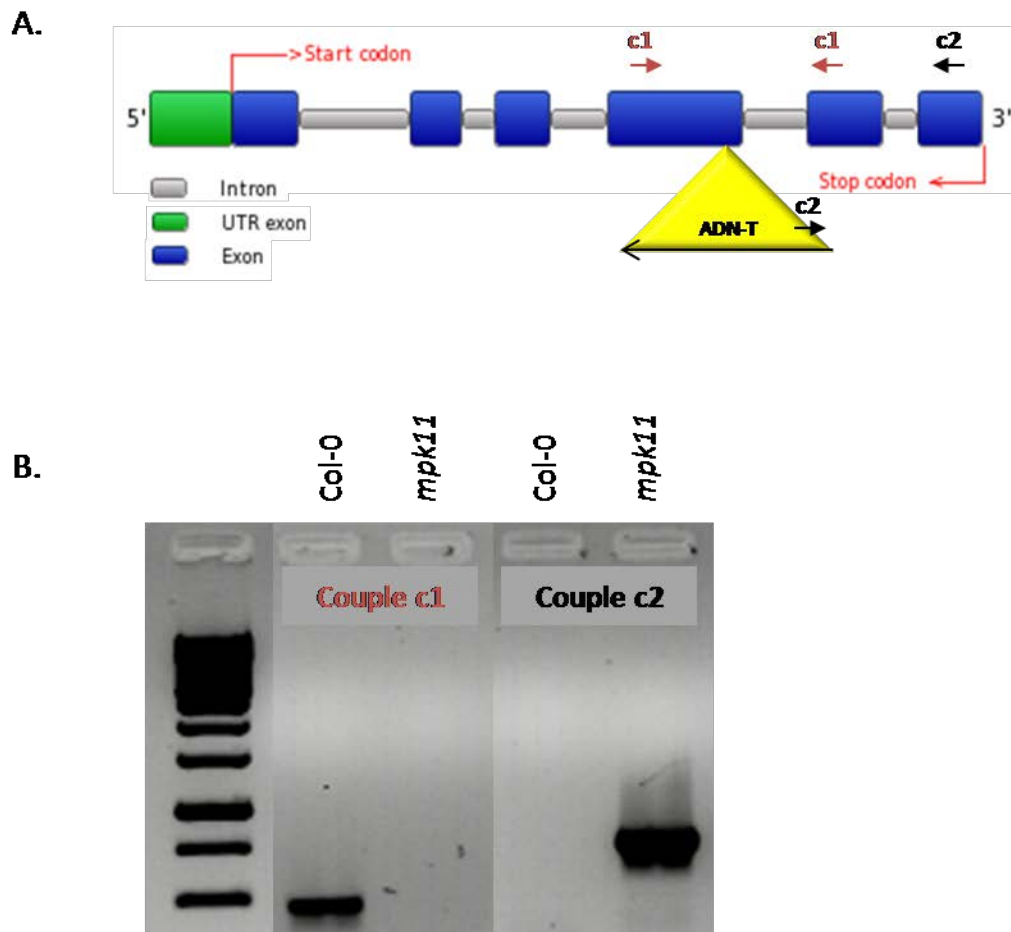 A.
c1 c1 c2
>Start codon
5' 3'
Stop codon
c2
ADN-T
Intron
UTR exon
Exon
B.
Col-0 mpk11 Col-0 mpk11
Couple c1 Couple c2